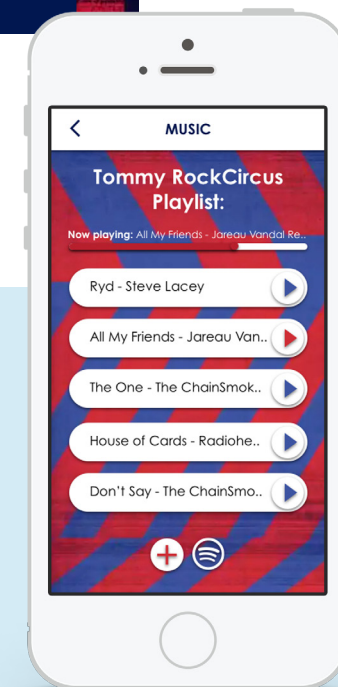 MUSIC
Tommy RockCircus
Playlist:
Now playing: All My Friends - Jareau Vandal Re..
Ryd - Steve Lacey
All My Friends - Jareau Van..
The One - The ChainSmok..
House of Cards - Radiohe..
Don't Say - The ChainSmo..